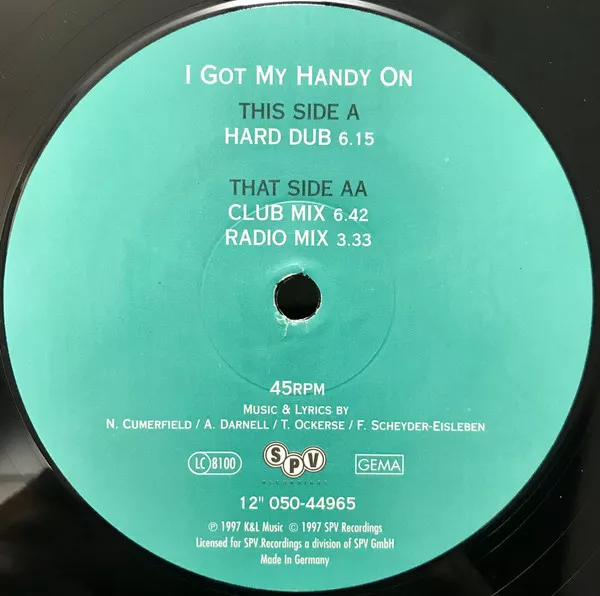 I Got My Handy On
THIS SIDE A
HARD DUB 6.15
THAT SIDE AA
CLUB MIX 6.42
RADIO MIX 3.33
45RPM
Music & Lyrics by
N. Cumerfield / A. Darnell / T. Ockerse / F. Scheyder-Eisleben
LC 8100
SPV
RECORDINGS
GEMA
12" 050-44965
℗ 1997 K&L Music © 1997 SPV Recordings
Licensed for SPV.Recordings a division of SPV GmbH
Made in Germany